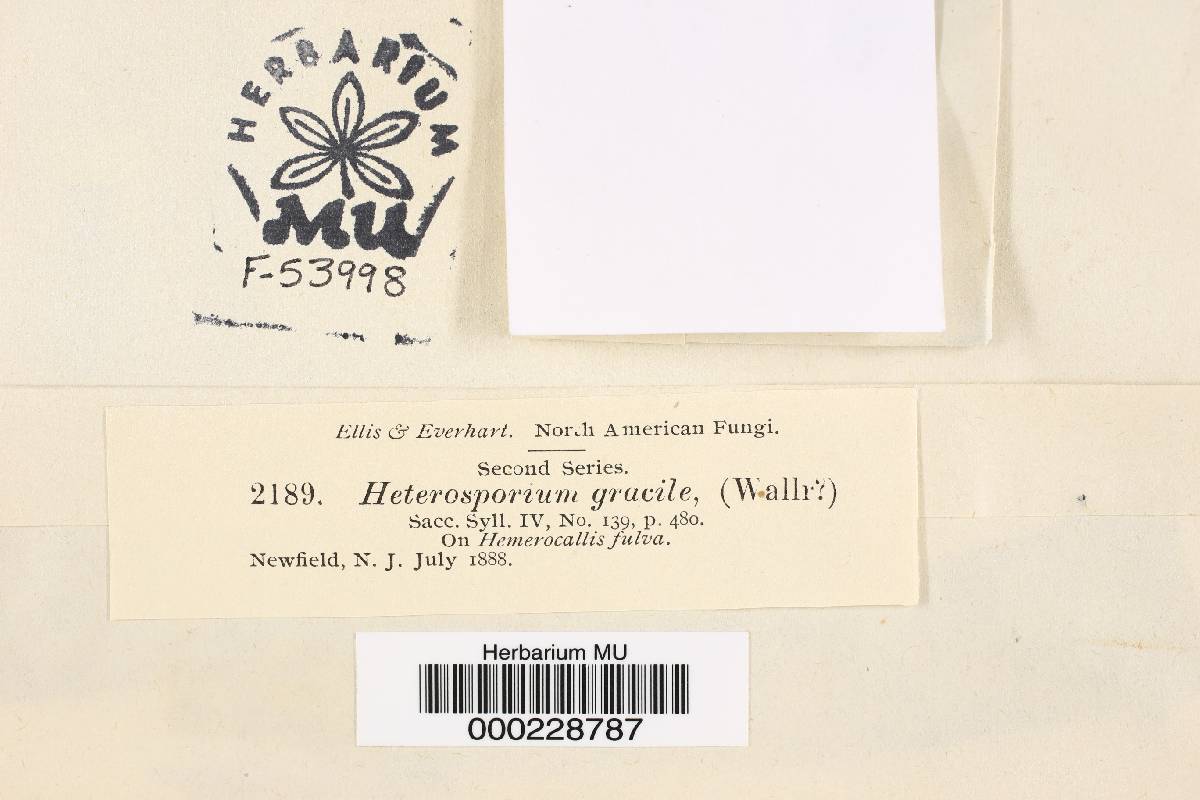 HERBARIUM
MU
F-53998
Ellis & Everhart. North American Fungi.
Second Series.
2189. Heterosporium gracile, (Wallr?)
Sacc. Syll. IV, No. 139, p. 480.
On Hemerocallis fulva.
Newfield, N. J. July 1888.
Herbarium MU
000228787